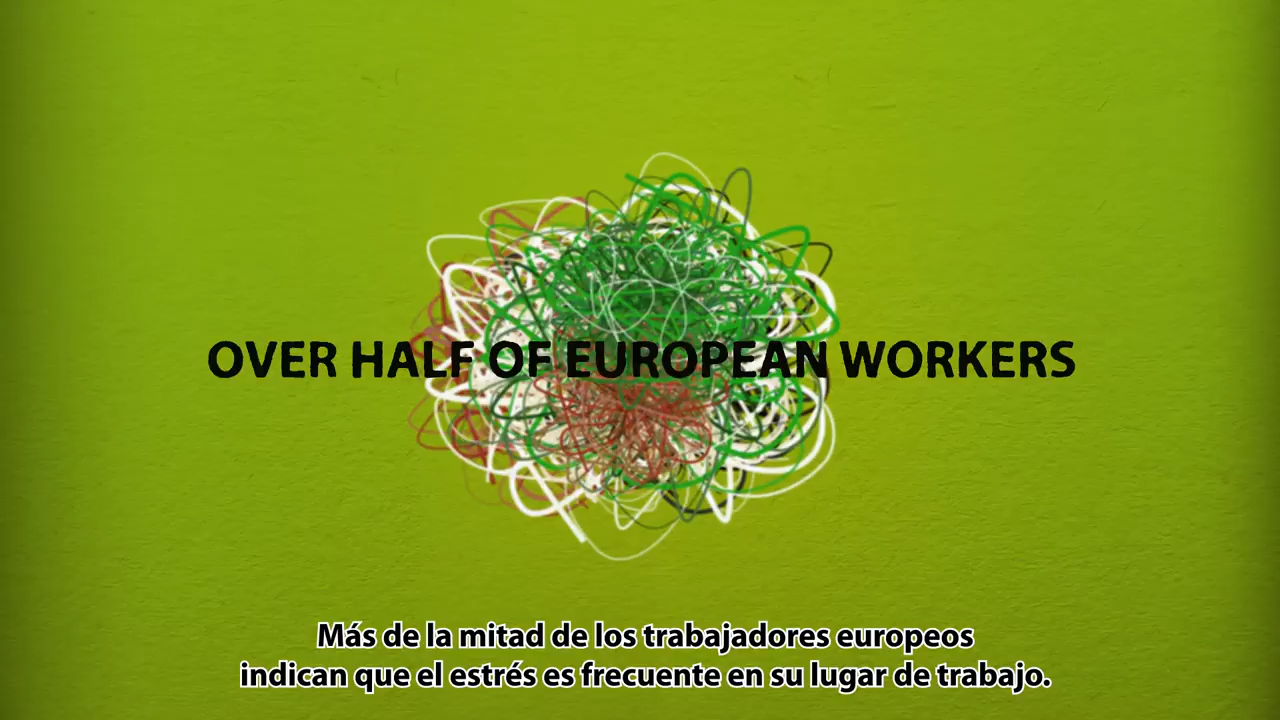 OVER HALF OF EUROPEAN WORKERS
Más de la mitad de los trabajadores europeos
indican que el estrés es frecuente en su lugar de trabajo.